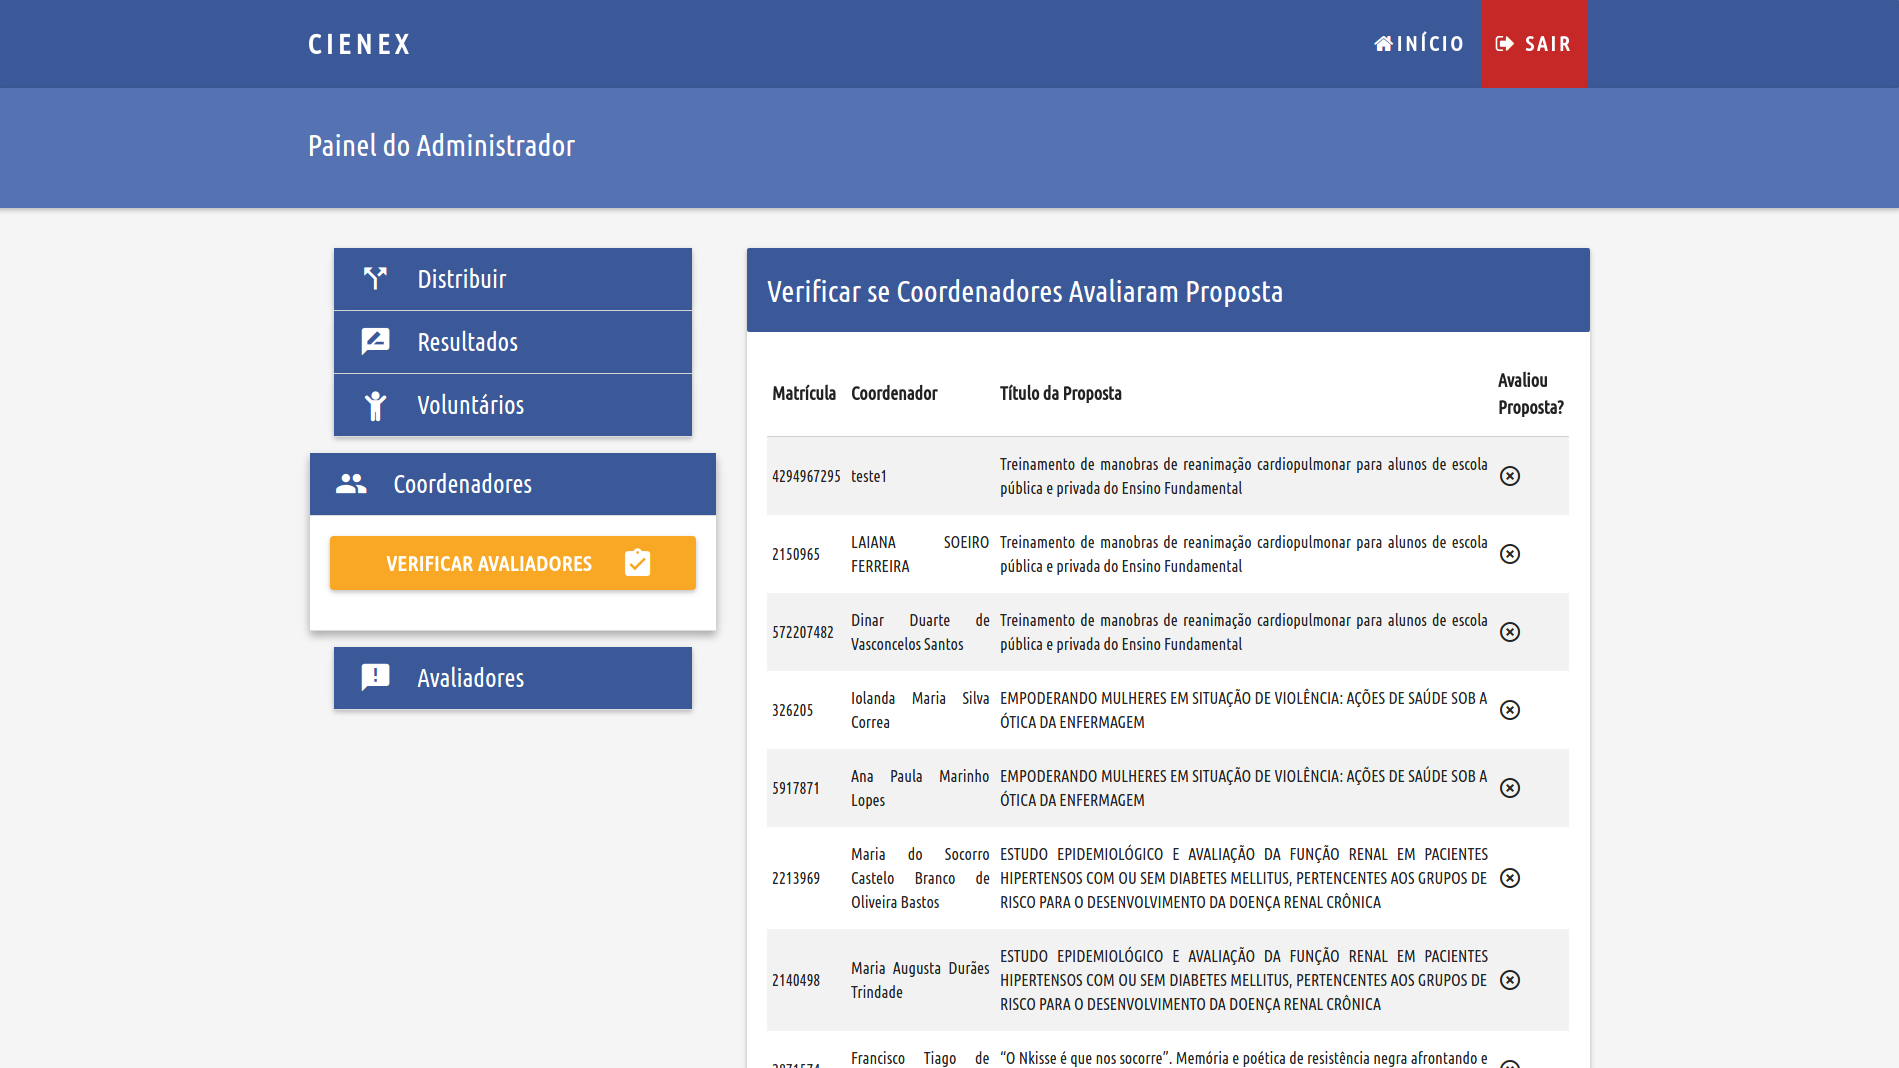 CIENEX
INÍCIO
SAIR
Painel do Administrador
Distribuir
Resultados
Voluntários
Coordenadores
VERIFICAR AVALIADORES
Avaliadores
Verificar se Coordenadores Avaliaram Proposta
Matrícula Coordenador Título da Proposta Avaliou
Proposta?
4294967295 teste1 Treinamento de manobras de reanimação cardiopulmonar para alunos de escola
pública e privada do Ensino Fundamental
2150965 LAIANA SOEIRO Treinamento de manobras de reanimação cardiopulmonar para alunos de escola
FERREIRA pública e privada do Ensino Fundamental
572207482 Dinar Duarte de Treinamento de manobras de reanimação cardiopulmonar para alunos de escola
Vasconcelos Santos pública e privada do Ensino Fundamental
326205 Iolanda Maria Silva EMPODERANDO MULHERES EM SITUAÇÃO DE VIOLÊNCIA: AÇÕES DE SAÚDE SOB A
Correa ÓTICA DA ENFERMAGEM
5917871 Ana Paula Marinho EMPODERANDO MULHERES EM SITUAÇÃO DE VIOLÊNCIA: AÇÕES DE SAÚDE SOB A
Lopes ÓTICA DA ENFERMAGEM
Maria do Socorro ESTUDO EPIDEMIOLÓGICO E AVALIAÇÃO DA FUNÇÃO RENAL EM PACIENTES
2213969 Castelo Branco de HIPERTENSOS COM OU SEM DIABETES MELLITUS, PERTENCENTES AOS GRUPOS DE
Oliveira Bastos RISCO PARA O DESENVOLVIMENTO DA DOENÇA RENAL CRÔNICA
2140498 Maria Augusta Durães ESTUDO EPIDEMIOLÓGICO E AVALIAÇÃO DA FUNÇÃO RENAL EM PACIENTES
Trindade HIPERTENSOS COM OU SEM DIABETES MELLITUS, PERTENCENTES AOS GRUPOS DE
RISCO PARA O DESENVOLVIMENTO DA DOENÇA RENAL CRÔNICA
Francisco Tiago de “O Nkisse é que nos socorre”. Memória e poética de resistência negra afrontando e